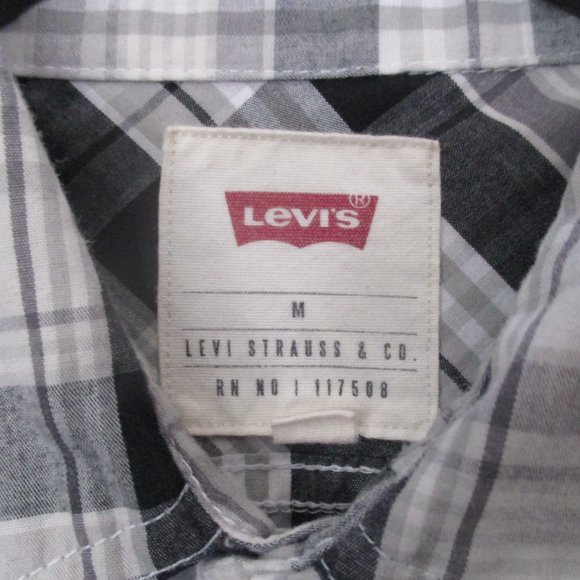 LEVI'S®
M
LEVI STRAUSS & CO.
RN NO | 117508